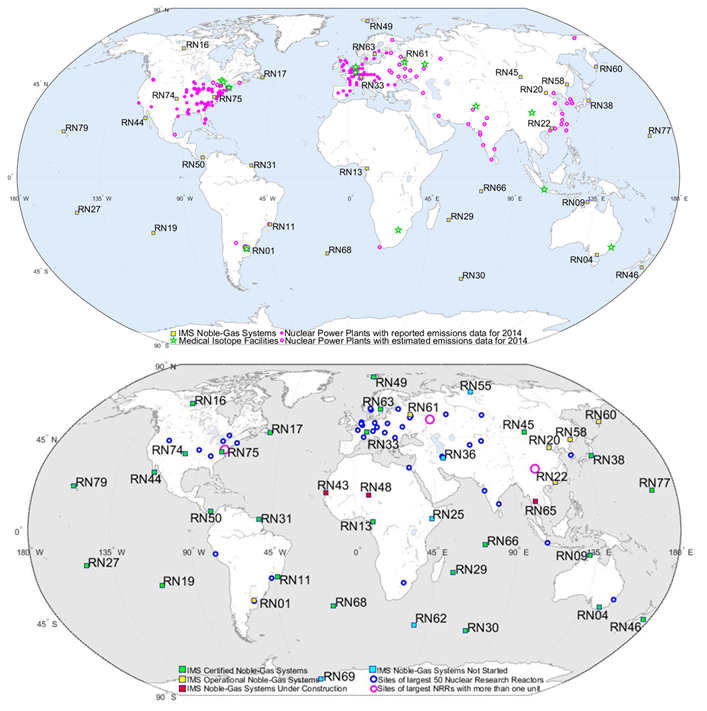 90° N
RN49
RN16
RN63
RN61
RN60
RN17
RN45
RN58
45° N
RN33
RN20
RN74
RN75
RN38
RN44
RN22
RN79
RN77
RN50
RN31
RN13
0°
180° W
135° W
90° W
45° W
0°
45° E
90° E
135° E
180° E
RN66
RN09
RN27
RN29
RN19
RN11
RN68
RN01
RN04
RN46
45° S
RN30
IMS Noble-Gas Systems
Nuclear Power Plants with reported emissions data for 2014
Medical Isotope Facilities
Nuclear Power Plants with estimated emissions data for 2014
90° S
90° N
RN49
RN55
RN16
RN63
RN61
RN60
RN17
RN45
RN58
45° N
RN74
RN75
RN33
RN36
RN20
RN38
RN44
RN22
RN79
RN43
RN48
RN77
RN50
RN31
RN13
RN25
RN65
0°
180° W
135° W
90° W
45° W
0°
45° E
90° E
135° E
180° E
RN66
RN09
RN27
RN19
RN11
RN29
RN01
RN68
RN04
RN62
RN46
45° S
RN30
IMS Certified Noble-Gas Systems
IMS Noble-Gas Systems Not Started
IMS Operational Noble-Gas Systems
Sites of largest 50 Nuclear Research Reactors
IMS Noble-Gas Systems Under Construction
Sites of largest NRRs with more than one unit
RN69
90° S